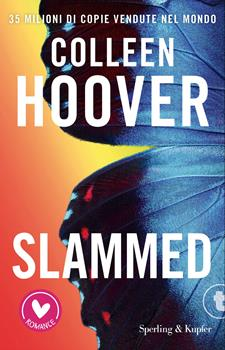 35 MILIONI DI COPIE VENDUTE NEL MONDO
COLLEEN
HOOVER
SLAMMED
ROMANCE
Sperling & Kupfer
t